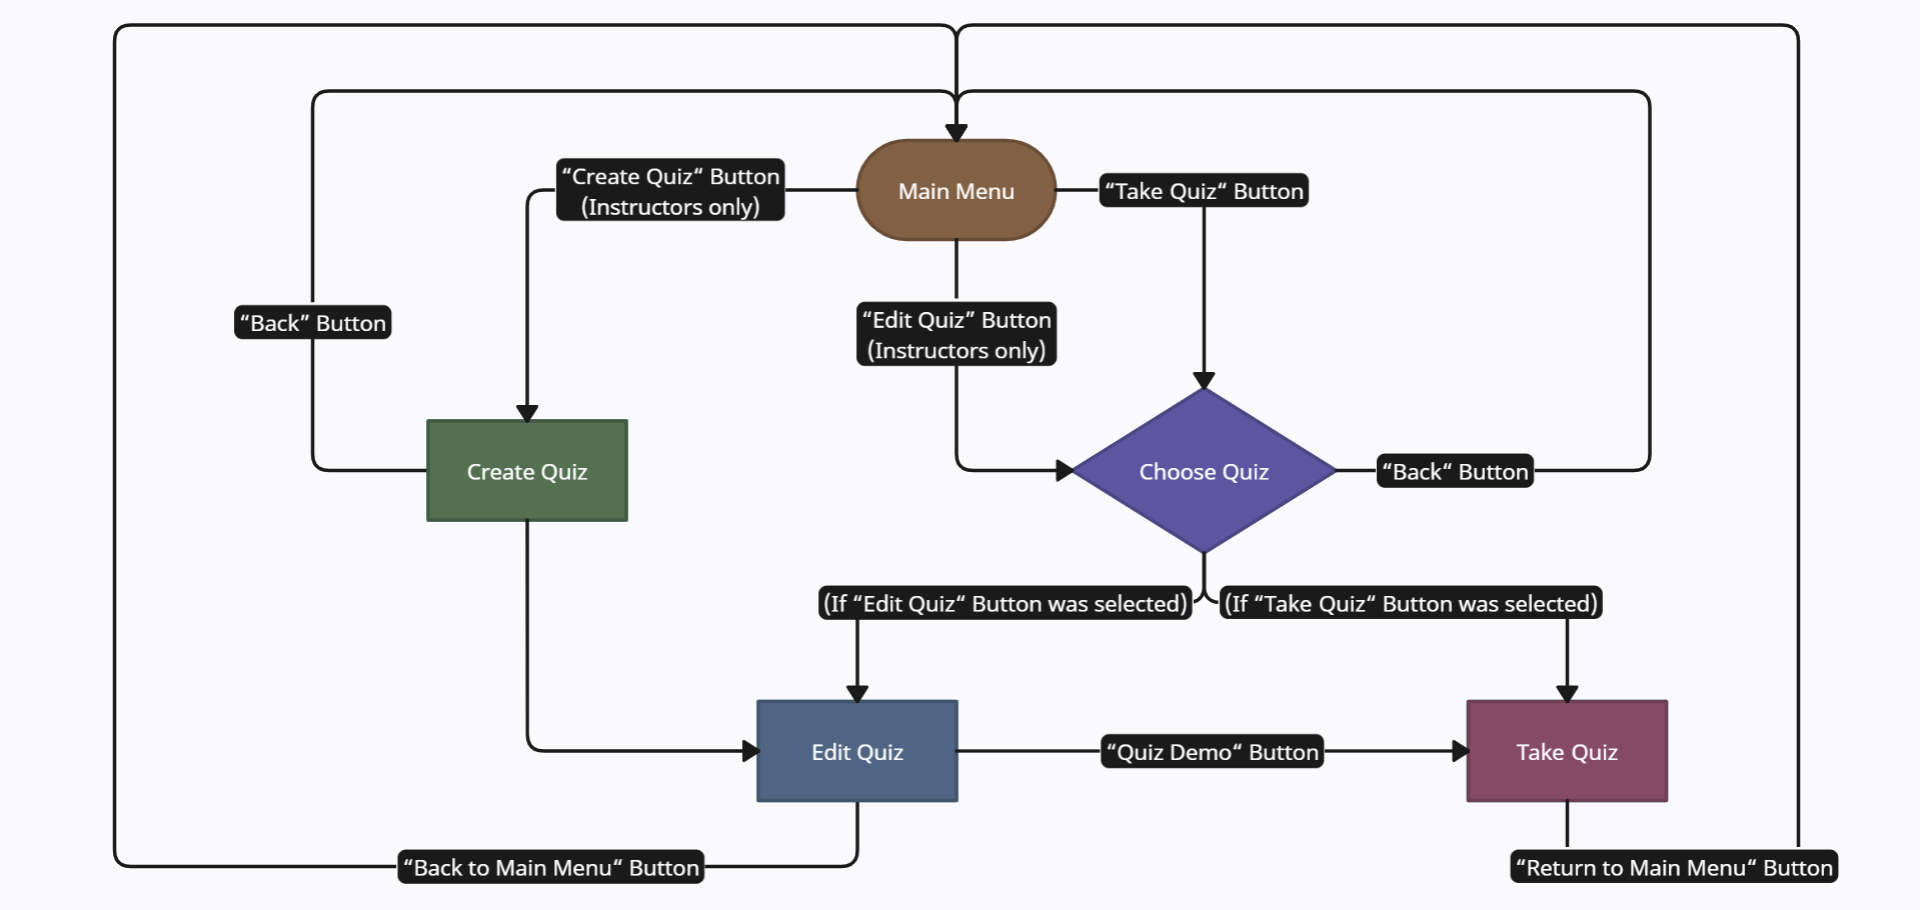 “Create Quiz“ Button
(Instructors only)
Main Menu
“Take Quiz“ Button
“Back” Button
“Edit Quiz” Button
(Instructors only)
Create Quiz
Choose Quiz
“Back“ Button
(If “Edit Quiz“ Button was selected)
(If “Take Quiz“ Button was selected)
Edit Quiz
“Quiz Demo“ Button
Take Quiz
“Back to Main Menu“ Button
“Return to Main Menu“ Button